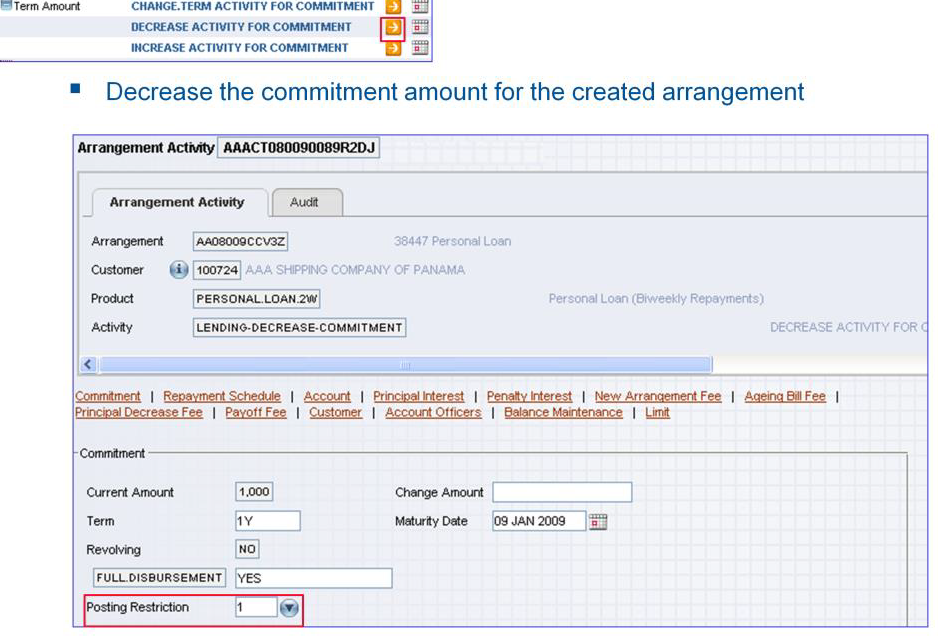 Term Amount CHANGE.TERM ACTIVITY FOR COMMITMENT
DECREASE ACTIVITY FOR COMMITMENT
INCREASE ACTIVITY FOR COMMITMENT
▪ Decrease the commitment amount for the created arrangement
Arrangement Activity AAACT080090089R2DJ
Arrangement Activity Audit
Arrangement AA08009CCV3Z 38447 Personal Loan
Customer i 100724 AAA SHIPPING COMPANY OF PANAMA
Product PERSONAL.LOAN.2W Personal Loan (Biweekly Repayments)
Activity LENDING-DECREASE-COMMITMENT DECREASE ACTIVITY FOR
Commitment | Repayment Schedule | Account | Principal Interest | Penalty Interest | New Arrangement Fee | Ageing Bill Fee |
Principal Decrease Fee | Payoff Fee | Customer | Account Officers | Balance Maintenance | Limit
Commitment
Current Amount 1,000 Change Amount
Term 1Y Maturity Date 09 JAN 2009
Revolving NO
FULL.DISBURSEMENT YES
Posting Restriction 1